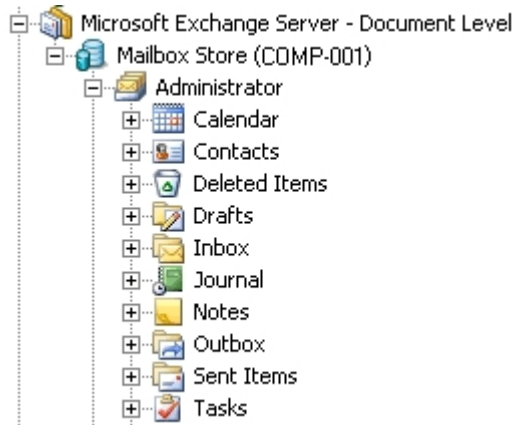 Microsoft Exchange Server - Document Level
Mailbox Store (COMP-001)
Administrator
Calendar
Contacts
Deleted Items
Drafts
Inbox
Journal
Notes
Outbox
Sent Items
Tasks